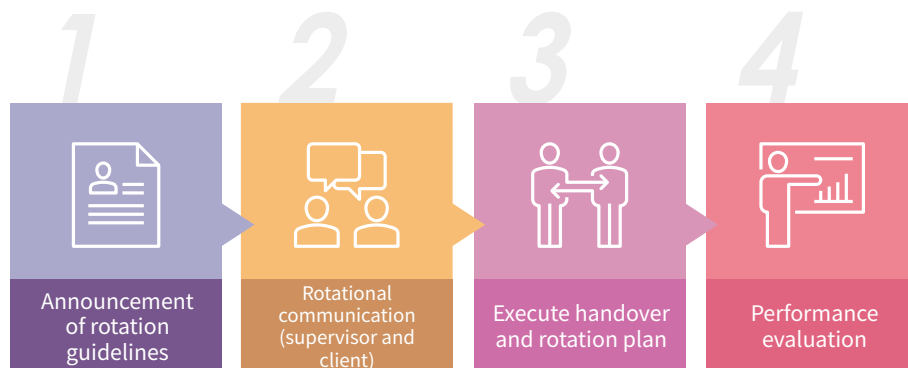 1
2
3
4
Announcement
of rotation
guidelines
Rotational
communication
(supervisor and
client)
Execute handover
and rotation plan
Performance
evaluation